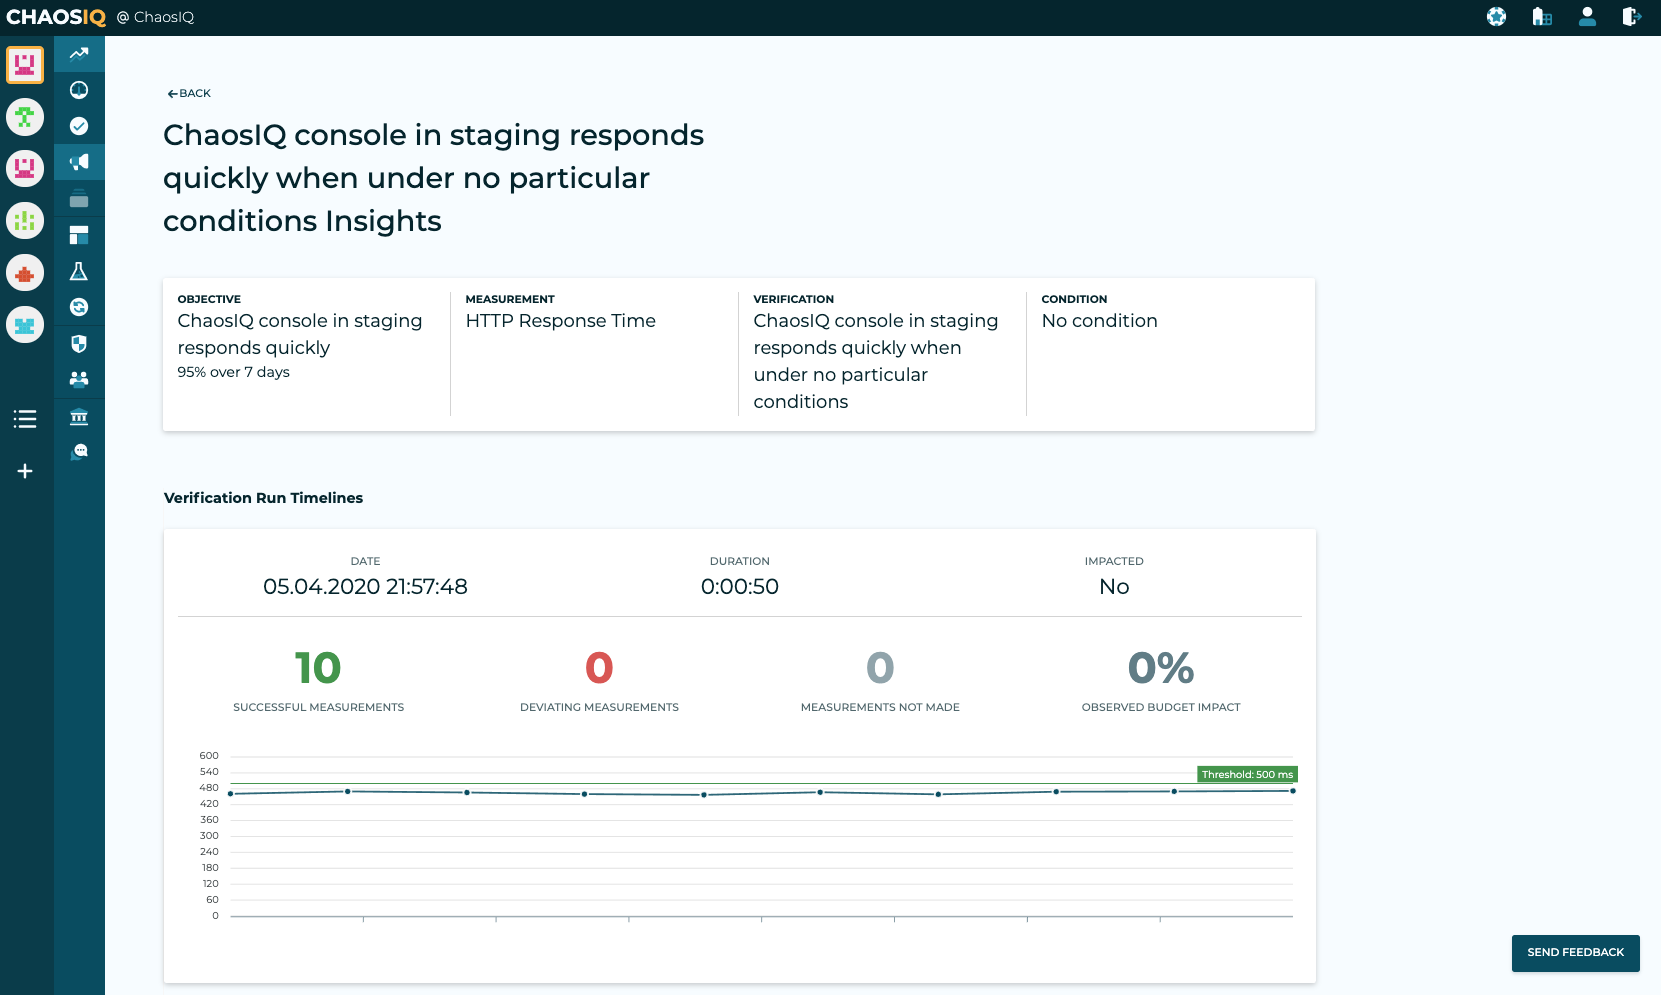 CHAOSIQ @ ChaosIQ
BACK
ChaosIQ console in staging responds
quickly when under no particular
conditions Insights
OBJECTIVE
ChaosIQ console in staging
responds quickly
95% over 7 days
MEASUREMENT
HTTP Response Time
VERIFICATION
ChaosIQ console in staging
responds quickly when
under no particular
conditions
CONDITION
No condition
Verification Run Timelines
DATE
05.04.2020 21:57:48
DURATION
0:00:50
IMPACTED
No
10
SUCCESSFUL MEASUREMENTS
0
DEVIATING MEASUREMENTS
0
MEASUREMENTS NOT MADE
0%
OBSERVED BUDGET IMPACT
600
540
480
420
360
300
240
180
120
60
0
Threshold: 500 ms
SEND FEEDBACK